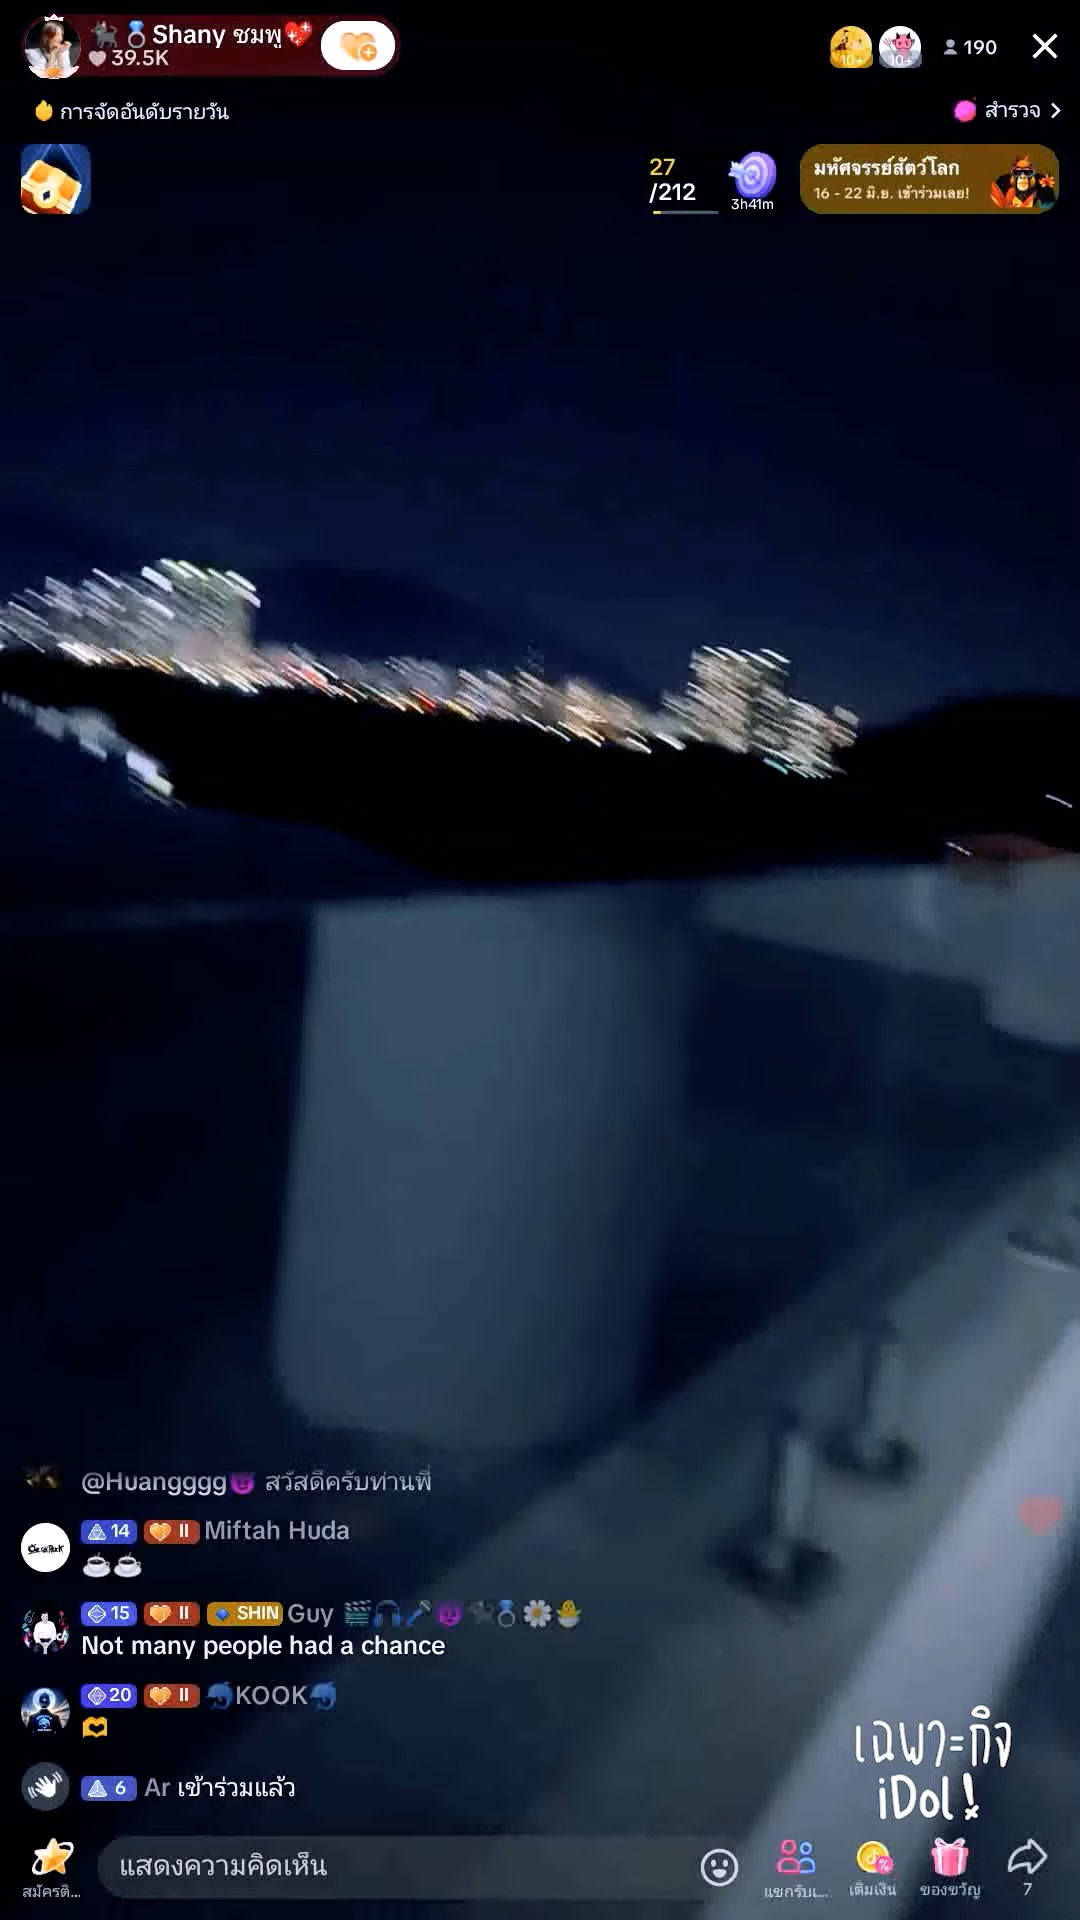 🐈‍⬛💍Shany ชมพู💖
39.5K
10+
10+
190
การจัดอันดับรายวัน
สำรวจ
27
/212
3h41m
มหัศจรรย์สัตว์โลก
16 - 22 มิ.ย. เข้าร่วมเลย!
@Huangggg😈 สวัสดีครับท่านพี่
14 II Miftah Huda
☕☕
15 II SHIN Guy 🎬🎧🎤😈🐈‍⬛💍🌼🐥
Not many people had a chance
20 II 🐬KOOK🐬
🫶
6 Ar เข้าร่วมแล้ว
เฉพาะกิจ
iDol!
แสดงความคิดเห็น
สมัครติ...
แขกรับเ...
เติมเงิน
ของขวัญ
7